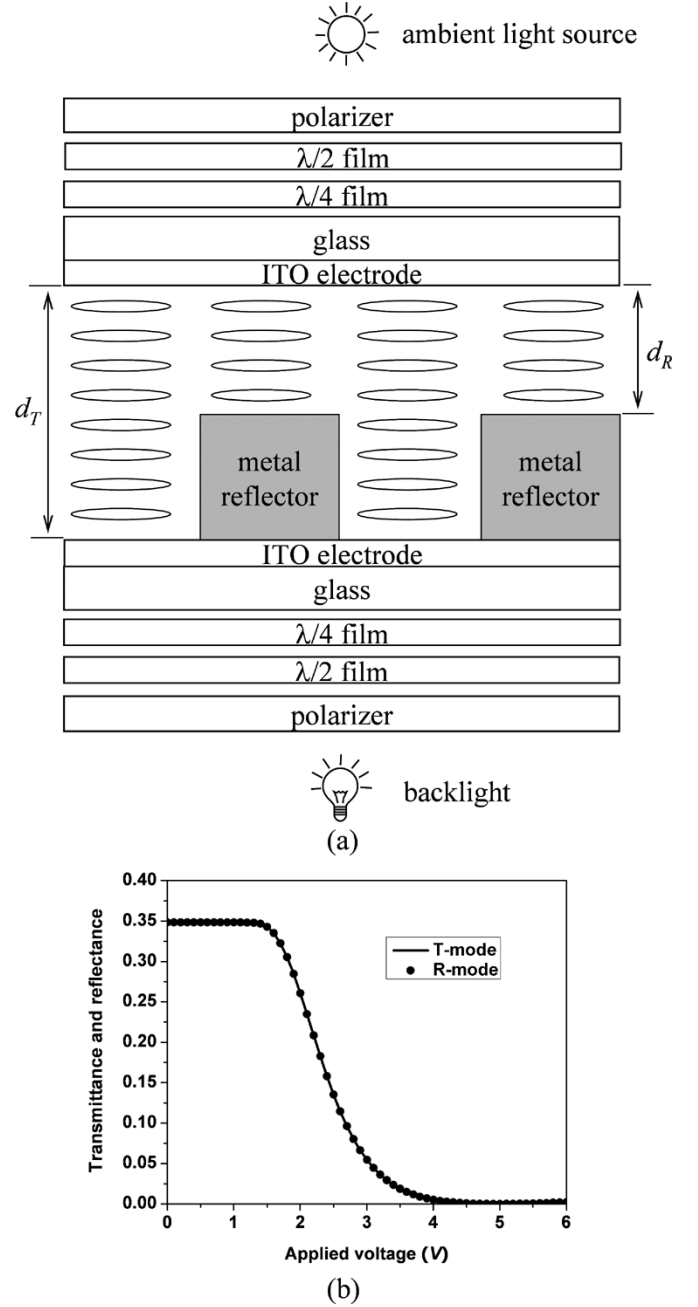 ambient light source
polarizer
λ/2 film
λ/4 film
glass
ITO electrode
d_T
d_R
metal
reflector
metal
reflector
ITO electrode
glass
λ/4 film
λ/2 film
polarizer
backlight
(a)
Transmittance and reflectance
0.40
0.35
0.30
0.25
0.20
0.15
0.10
0.05
0.00
T-mode
R-mode
0 1 2 3 4 5 6
Applied voltage (V)
(b)